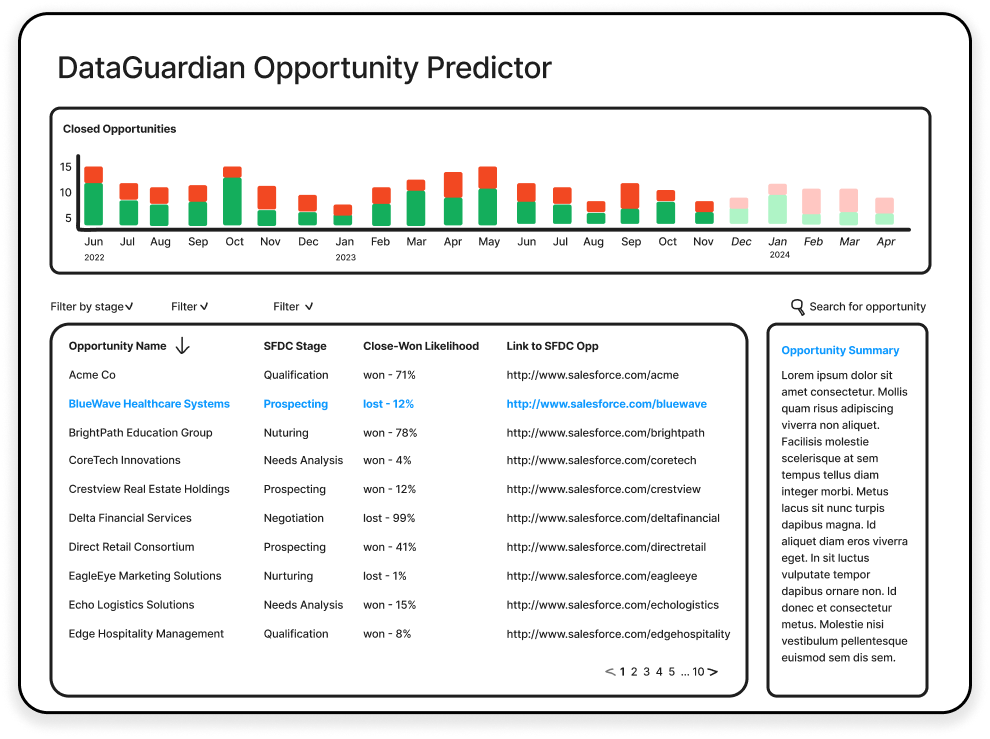 DataGuardian Opportunity Predictor
Closed Opportunities
15
10
5
Jun Jul Aug Sep Oct Nov Dec Jan Feb Mar Apr May Jun Jul Aug Sep Oct Nov Dec Jan Feb Mar Apr
2022 2023 2024
Filter by stage Filter Filter Search for opportunity
Opportunity Name SFDC Stage Close-Won Likelihood Link to SFDC Opp
Acme Co Qualification won - 71% http://www.salesforce.com/acme
BlueWave Healthcare Systems Prospecting lost - 12% http://www.salesforce.com/bluewave
BrightPath Education Group Nuturing won - 78% http://www.salesforce.com/brightpath
CoreTech Innovations Needs Analysis won - 4% http://www.salesforce.com/coretech
Crestview Real Estate Holdings Prospecting won - 12% http://www.salesforce.com/crestview
Delta Financial Services Negotiation lost - 99% http://www.salesforce.com/deltafinancial
Direct Retail Consortium Prospecting won - 41% http://www.salesforce.com/directretail
EagleEye Marketing Solutions Nurturing lost - 1% http://www.salesforce.com/eagleeye
Echo Logistics Solutions Needs Analysis won - 15% http://www.salesforce.com/echologistics
Edge Hospitality Management Qualification won - 8% http://www.salesforce.com/edgehospitality
< 1 2 3 4 5 ... 10 >
Opportunity Summary
Lorem ipsum dolor sit
amet consectetur. Mollis
quam risus adipiscing
viverra non aliquet.
Facilisis molestie
scelerisque at sem
tempus tellus diam
integer morbi. Metus
lacus sit nunc turpis
dapibus magna. Id
aliquet diam eros viverra
eget. In sit luctus
vulputate tempor
dapibus ornare non. Id
donec et consectetur
metus. Molestie nisi
vestibulum pellentesque
euismod sem dis sem.